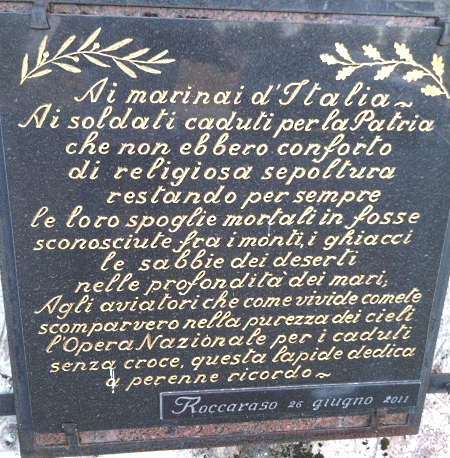 Ai marinai d'Italia~
Ai soldati caduti per la Patria
che non ebbero conforto
di religiosa sepoltura
restando per sempre
le loro spoglie mortali in fosse
sconosciute fra i monti, i ghiacci
le sabbie dei deserti
nelle profondità dei mari;
Agli aviatori che come vivide comete
scomparvero nella purezza dei cieli
l'Opera Nazionale per i caduti
senza croce, questa lapide dedica
a perenne ricordo~
Roccaraso 26 giugno 2011